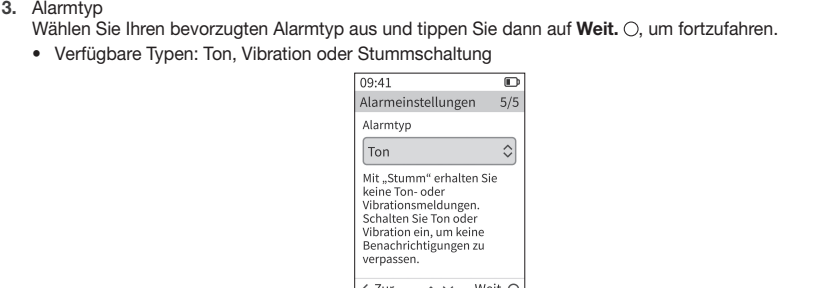 3. Alarmtyp
Wählen Sie Ihren bevorzugten Alarmtyp aus und tippen Sie dann auf Weit. ○, um fortzufahren.
• Verfügbare Typen: Ton, Vibration oder Stummschaltung
09:41
Alarmeinstellungen 5/5
Alarmtyp
Ton
Mit „Stumm“ erhalten Sie
keine Ton- oder
Vibrationsmeldungen.
Schalten Sie Ton oder
Vibration ein, um keine
Benachrichtigungen zu
verpassen.
< Zur. Weit. ○